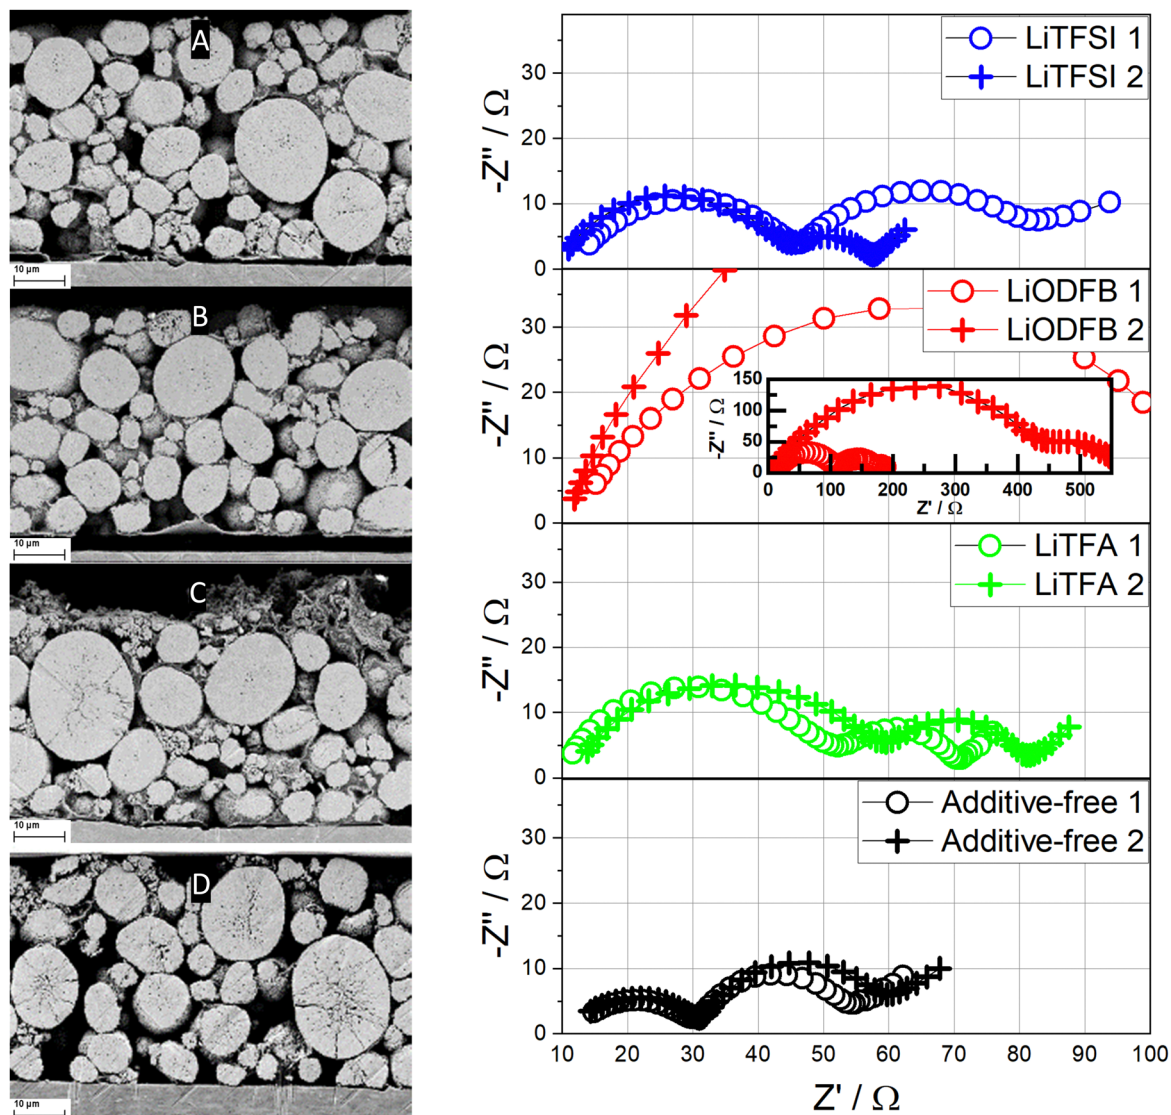 A
10 µm
B
10 µm
C
10 µm
D
10 µm
-Z'' / Ω
30
20
10
0
LiTFSI 1
LiTFSI 2
-Z'' / Ω
30
20
10
0
LiODFB 1
LiODFB 2
-Z'' / Ω
150
100
50
0
0 100 200 300 400 500
Z' / Ω
-Z'' / Ω
30
20
10
0
LiTFA 1
LiTFA 2
-Z'' / Ω
30
20
10
0
Additive-free 1
Additive-free 2
10 20 30 40 50 60 70 80 90 100
Z' / Ω